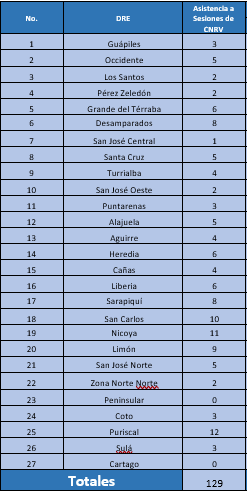 No. DRE Asistencia a
Sesiones de
CNRV
1 Guápiles 3
2 Occidente 5
3 Los Santos 2
4 Pérez Zeledón 2
5 Grande del Térraba 6
6 Desamparados 8
7 San José Central 1
8 Santa Cruz 5
9 Turrialba 4
10 San José Oeste 2
11 Puntarenas 3
12 Alajuela 5
13 Aguirre 4
14 Heredia 6
15 Cañas 4
16 Liberia 6
17 Sarapiquí 8
18 San Carlos 10
19 Nicoya 11
20 Limón 9
21 San José Norte 5
22 Zona Norte Norte 2
23 Peninsular 0
24 Coto 3
25 Puriscal 12
26 Sulá 3
27 Cartago 0
Totales 129